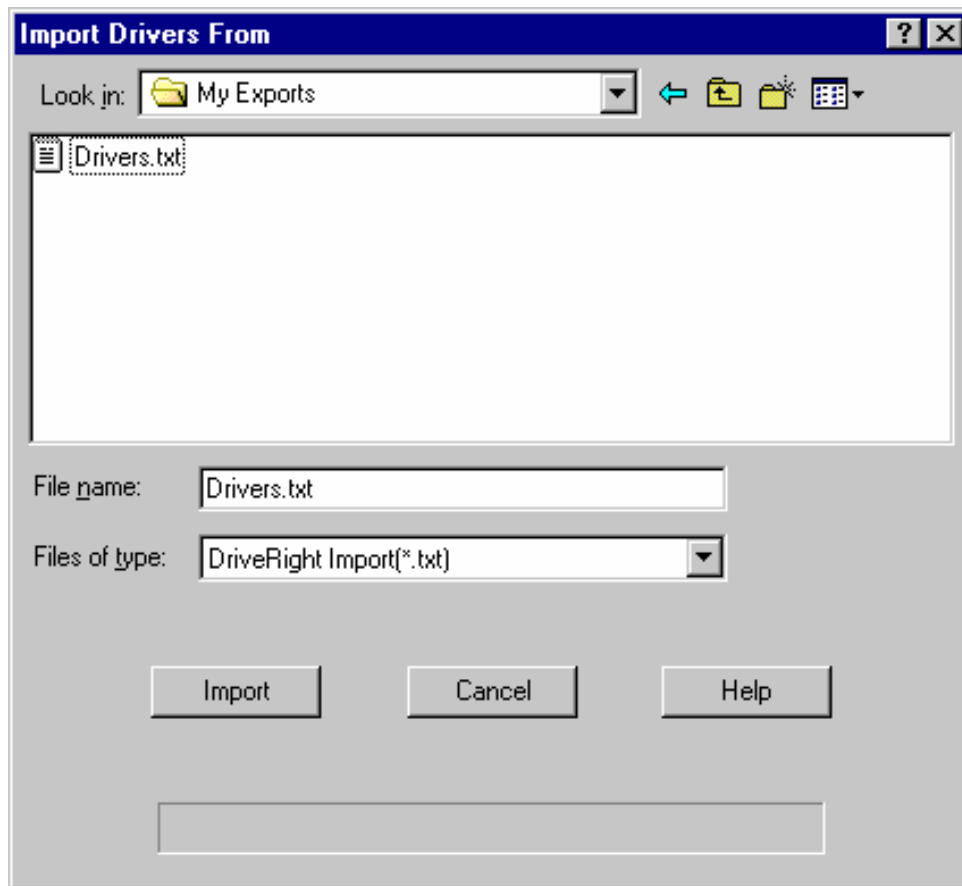 Import Drivers From
Look in: My Exports
Drivers.txt
File name: Drivers.txt
Files of type: DriveRight Import(*.txt)
Import Cancel Help